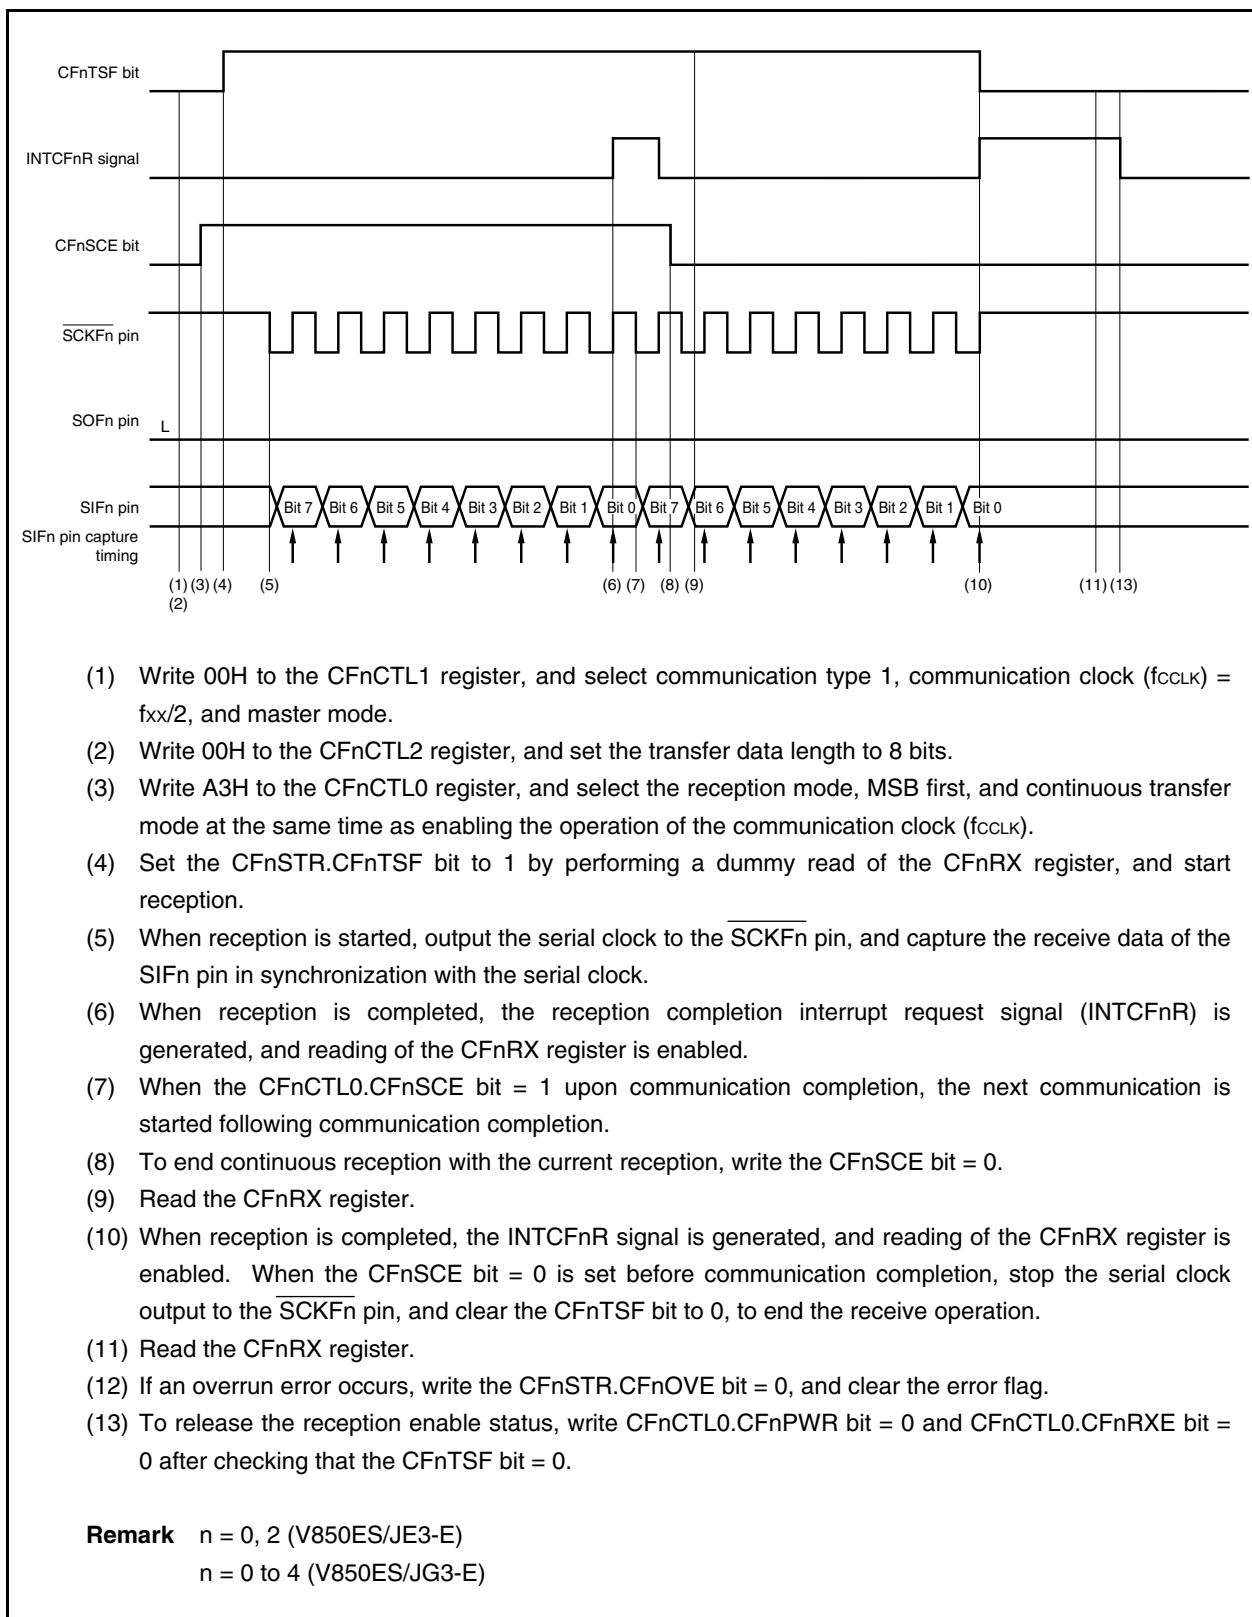 CFnTSF bit
INTCFnR signal
CFnSCE bit
SCKFn pin
SOFn pin
L
SIFn pin
Bit 7 Bit 6 Bit 5 Bit 4 Bit 3 Bit 2 Bit 1 Bit 0 Bit 7 Bit 6 Bit 5 Bit 4 Bit 3 Bit 2 Bit 1 Bit 0
SIFn pin capture
timing
(1) (3) (4) (5) (6) (7) (8) (9) (10) (11) (13)
(2)
(1) Write 00H to the CFnCTL1 register, and select communication type 1, communication clock (fCCLK) =
fxx/2, and master mode.
(2) Write 00H to the CFnCTL2 register, and set the transfer data length to 8 bits.
(3) Write A3H to the CFnCTL0 register, and select the reception mode, MSB first, and continuous transfer
mode at the same time as enabling the operation of the communication clock (fCCLK).
(4) Set the CFnSTR.CFnTSF bit to 1 by performing a dummy read of the CFnRX register, and start
reception.
(5) When reception is started, output the serial clock to the SCKFn pin, and capture the receive data of the
SIFn pin in synchronization with the serial clock.
(6) When reception is completed, the reception completion interrupt request signal (INTCFnR) is
generated, and reading of the CFnRX register is enabled.
(7) When the CFnCTL0.CFnSCE bit = 1 upon communication completion, the next communication is
started following communication completion.
(8) To end continuous reception with the current reception, write the CFnSCE bit = 0.
(9) Read the CFnRX register.
(10) When reception is completed, the INTCFnR signal is generated, and reading of the CFnRX register is
enabled. When the CFnSCE bit = 0 is set before communication completion, stop the serial clock
output to the SCKFn pin, and clear the CFnTSF bit to 0, to end the receive operation.
(11) Read the CFnRX register.
(12) If an overrun error occurs, write the CFnSTR.CFnOVE bit = 0, and clear the error flag.
(13) To release the reception enable status, write CFnCTL0.CFnPWR bit = 0 and CFnCTL0.CFnRXE bit =
0 after checking that the CFnTSF bit = 0.
Remark n = 0, 2 (V850ES/JE3-E)
n = 0 to 4 (V850ES/JG3-E)